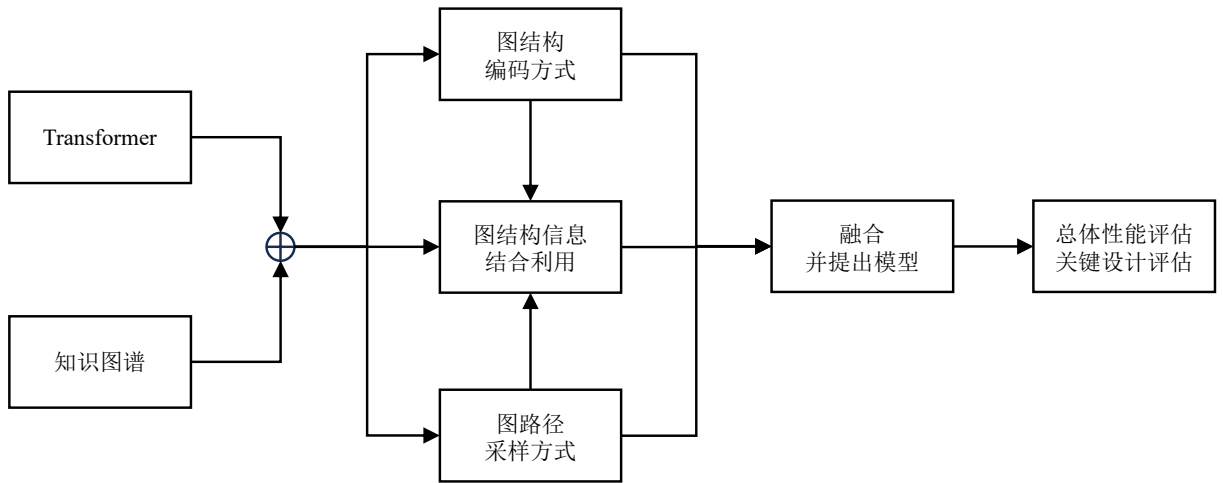 Transformer
知识图谱
图结构
编码方式
图结构信息
结合利用
图路径
采样方式
融合
并提出模型
总体性能评估
关键设计评估